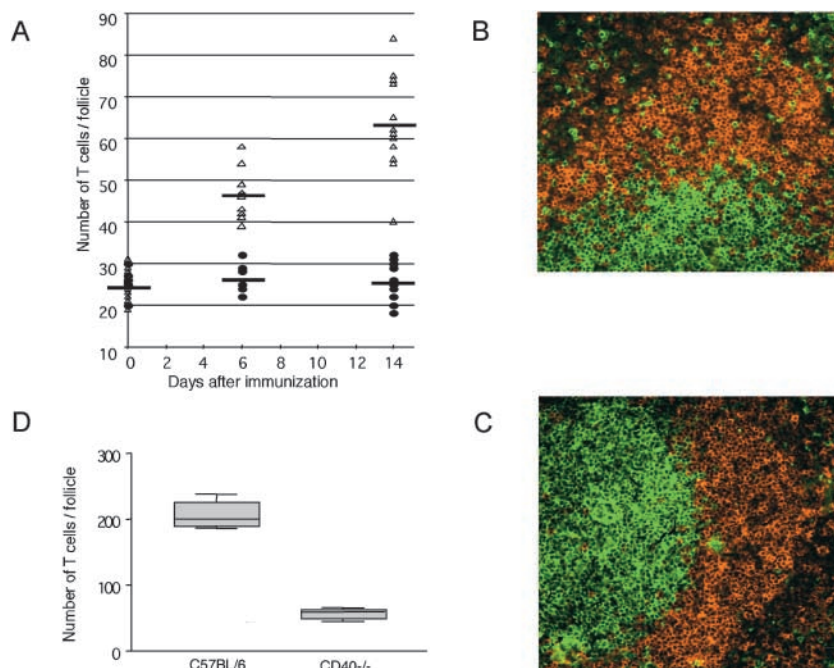 A
Number of T cells / follicle
90
80
70
60
50
40
30
20
10
0 2 4 6 8 10 12 14
Days after immunization
B
D
Number of T cells / follicle
300
200
100
0
C57BL/6 CD40-/-
C